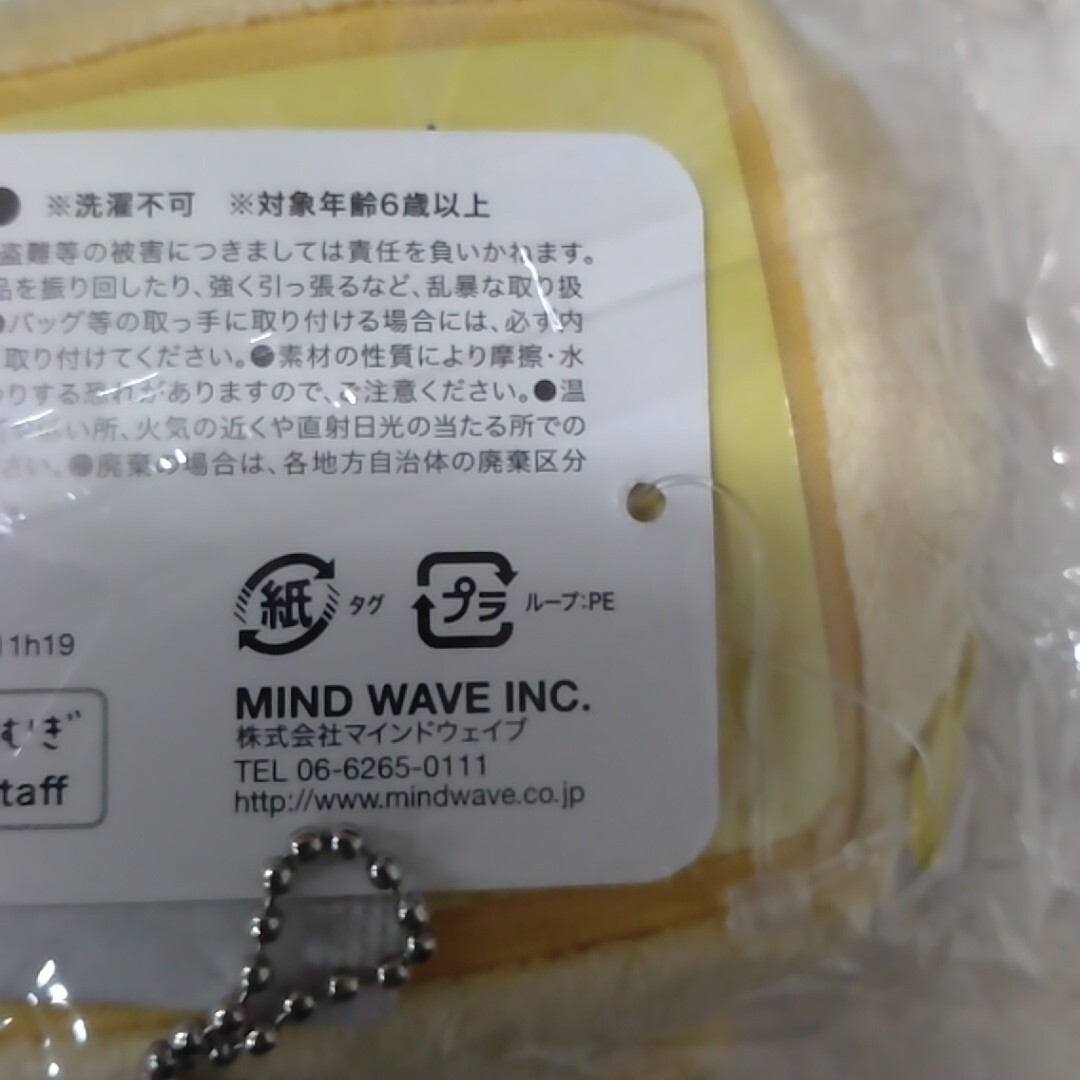 ※洗濯不可 ※対象年齢6歳以上
盗難等の被害につきましては責任を負いかねます。
品を振り回したり、強く引っ張るなど、乱暴な取り扱
●バッグ等の取っ手に取り付ける場合には、必ず内
取り付けてください。●素材の性質により摩擦・水
りする恐れがありますので、ご注意ください。●温
い所、火気の近くや直射日光の当たる所での
さい。●廃棄の場合は、各地方自治体の廃棄区分
紙 タグ プラ ループ:PE
11h19
MIND WAVE INC.
株式会社マインドウェイブ
むぎ
TEL 06-6265-0111
taff
http://www.mindwave.co.jp